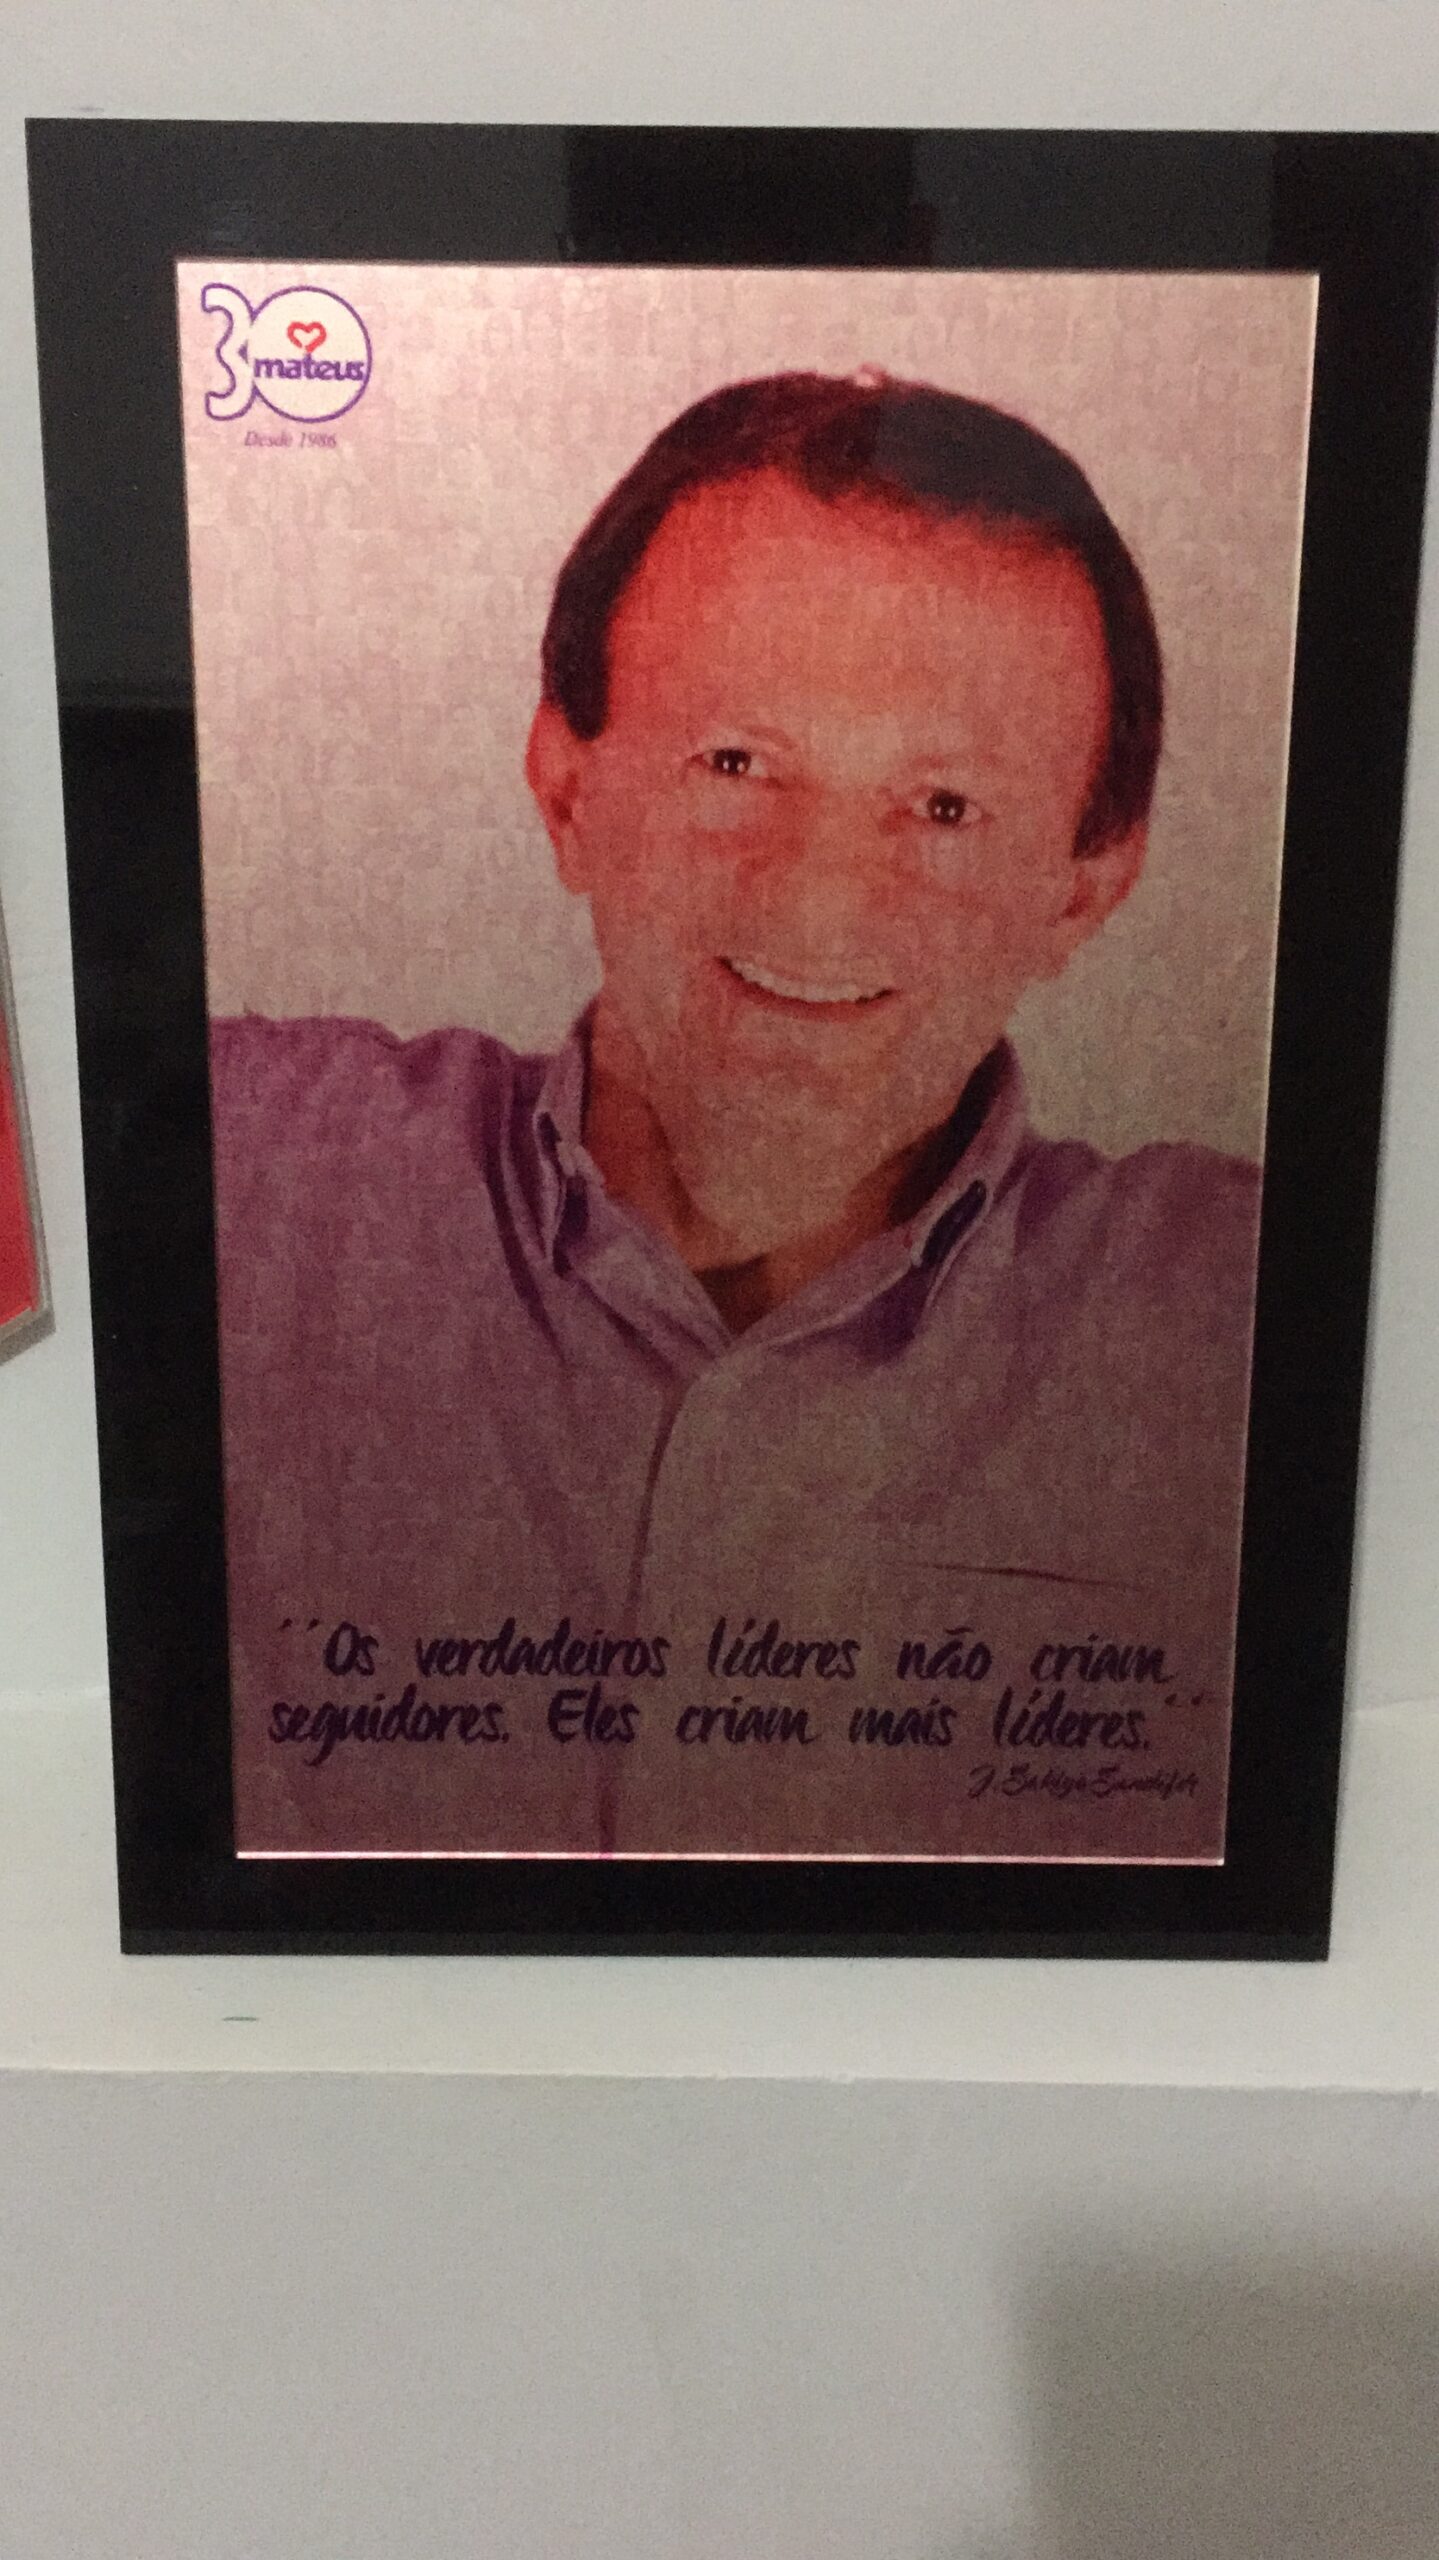 30
mateus
Desde 1986
´´Os verdadeiros líderes não criam
seguidores. Eles criam mais líderes.´´